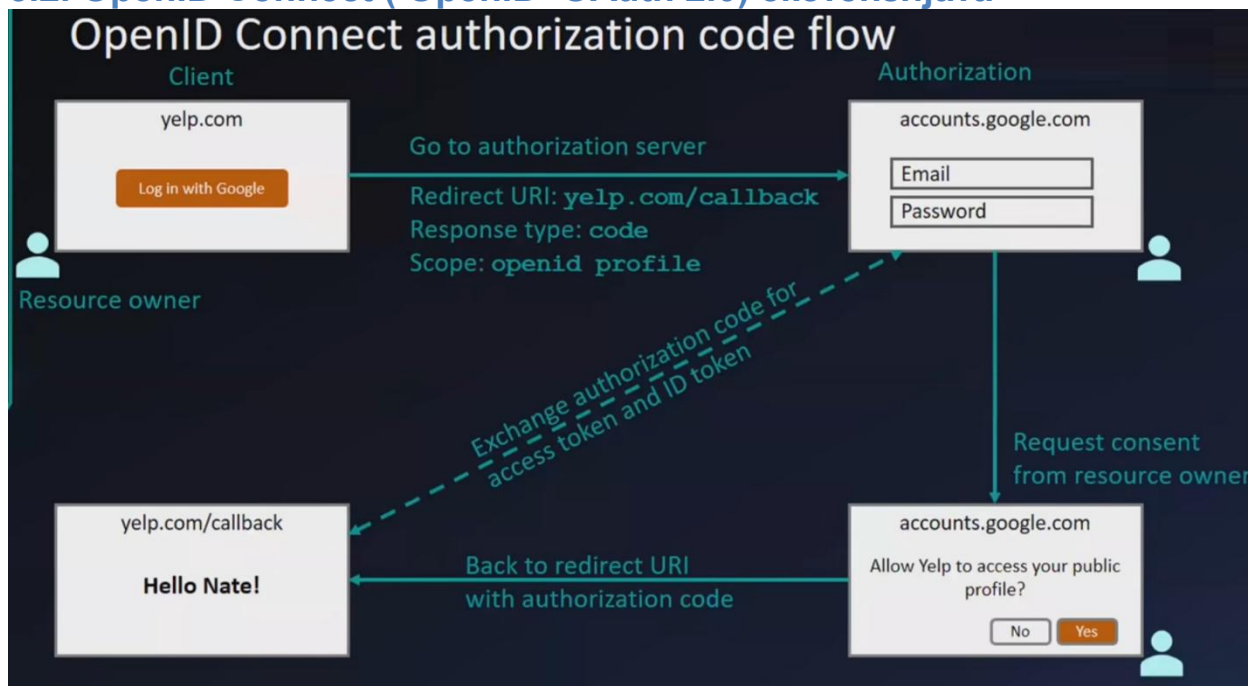 OpenID Connect authorization code flow
Client
Authorization
yelp.com
accounts.google.com
Log in with Google
Go to authorization server
Redirect URI: yelp.com/callback
Response type: code
Scope: openid profile
Email
Password
Resource owner
Exchange authorization code for
access token and ID token
Request consent
from resource owner
yelp.com/callback
Hello Nate!
Back to redirect URI
with authorization code
accounts.google.com
Allow Yelp to access your public
profile?
No
Yes